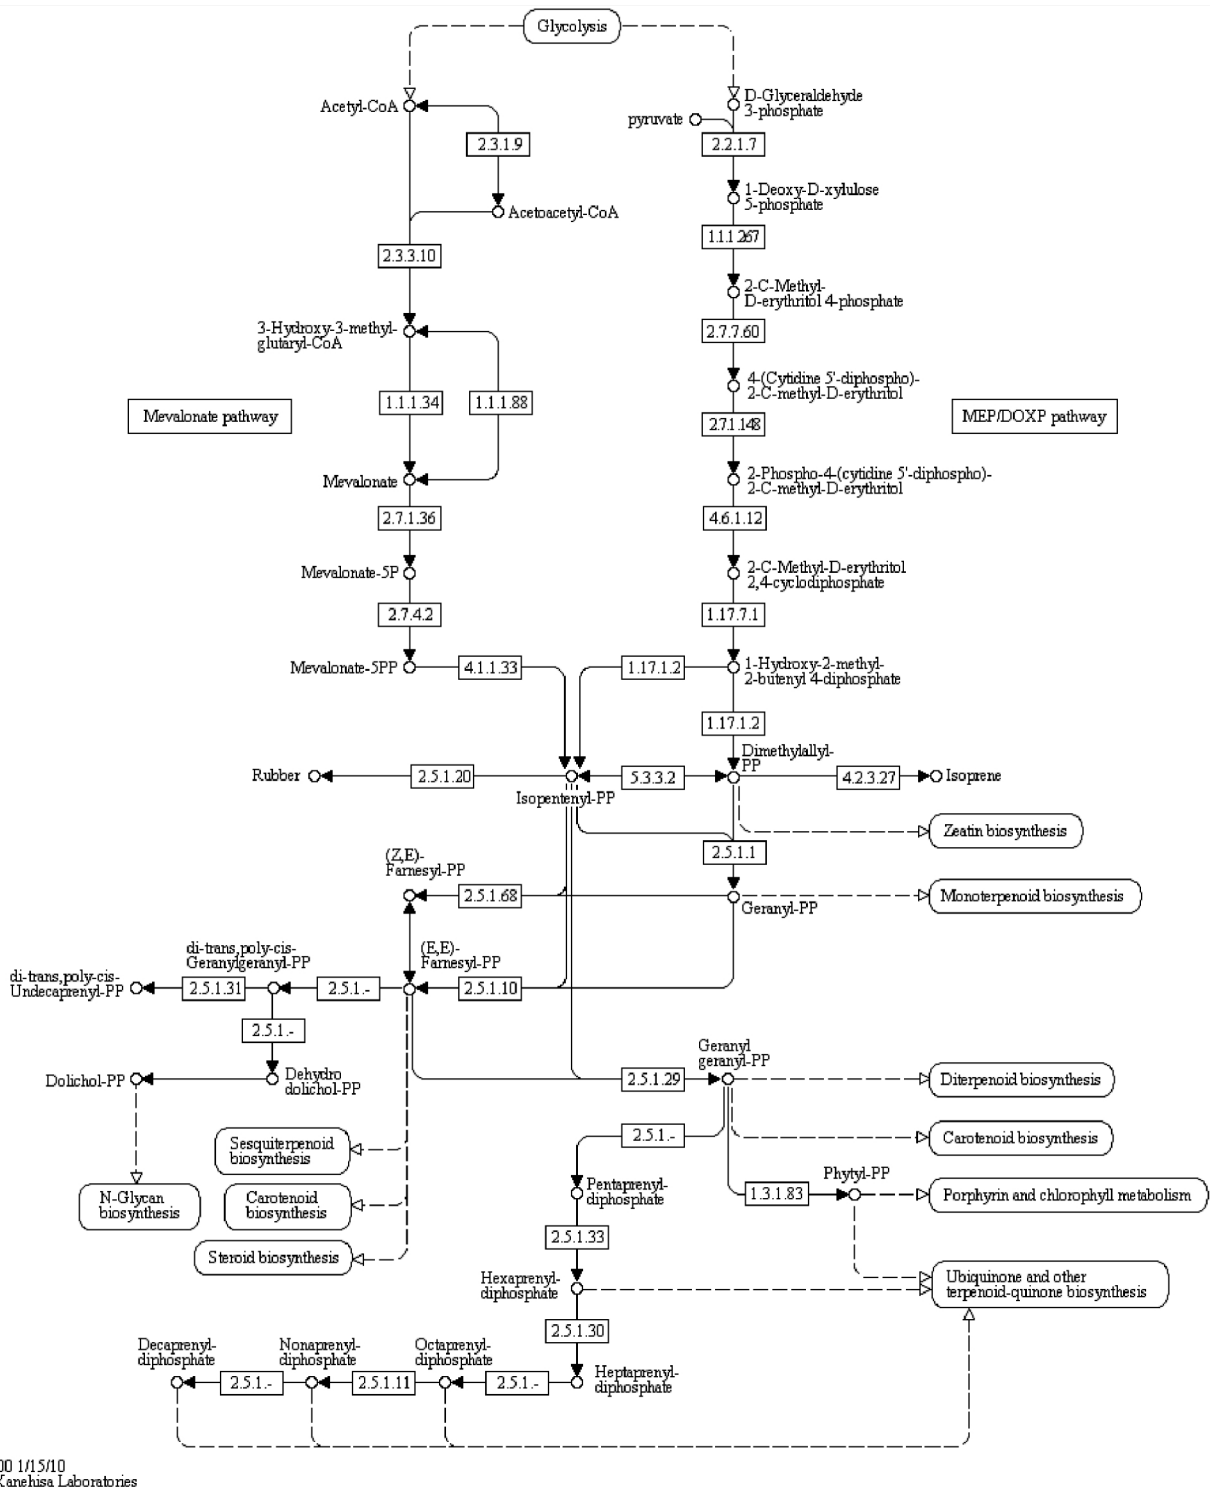 Glycolysis
Acetyl-CoA
D-Glyceraldehyde
3-phosphate
pyruvate
2.3.1.9
2.2.1.7
1-Deoxy-D-xylulose
5-phosphate
Acetoacetyl-CoA
2.3.3.10
1.1.1.267
2-C-Methyl-
D-erythritol 4-phosphate
3-Hydroxy-3-methyl-
glutaryl-CoA
2.7.7.60
4-(Cytidine 5'-diphospho)-
2-C-methyl-D-erythritol
Mevalonate pathway
1.1.1.34
1.1.1.88
2.7.1.148
MEP/DOXP pathway
Mevalonate
2-Phospho-4-(cytidine 5'-diphospho)-
2-C-methyl-D-erythritol
2.7.1.36
4.6.1.12
Mevalonate-5P
2-C-Methyl-D-erythritol
2,4-cyclodiphosphate
2.7.4.2
1.17.7.1
Mevalonate-5PP
4.1.1.33
1.17.1.2
1-Hydroxy-2-methyl-
2-butenyl 4-diphosphate
1.17.1.2
Dimethylallyl-
PP
Rubber
2.5.1.20
Isopentenyl-PP
5.3.3.2
4.2.3.27
Isoprene
Zeatin biosynthesis
2.5.1.1
(Z,E)-
Farnesyl-PP
2.5.1.68
Geranyl-PP
Monoterpenoid biosynthesis
di-trans,poly-cis-
Geranylgeranyl-PP
(E,E)-
Farnesyl-PP
di-trans,poly-cis-
Undecaprenyl-PP
2.5.1.31
2.5.1.-
2.5.1.10
2.5.1.-
Dolichol-PP
Dehydro
dolichol-PP
Geranyl
geranyl-PP
2.5.1.29
Diterpenoid biosynthesis
2.5.1.-
Carotenoid biosynthesis
Sesquiterpenoid
biosynthesis
Phytyl-PP
Pentaprenyl-
diphosphate
1.3.1.83
Porphyrin and chlorophyll metabolism
N-Glycan
biosynthesis
Carotenoid
biosynthesis
2.5.1.33
Steroid biosynthesis
Hexaprenyl-
diphosphate
Ubiquinone and other
terpenoid-quinone biosynthesis
2.5.1.30
Decaprenyl-
diphosphate
Nonaprenyl-
diphosphate
Octaprenyl-
diphosphate
Heptaprenyl-
diphosphate
2.5.1.-
2.5.1.11
2.5.1.-
00 1/15/10
Kanehisa Laboratories